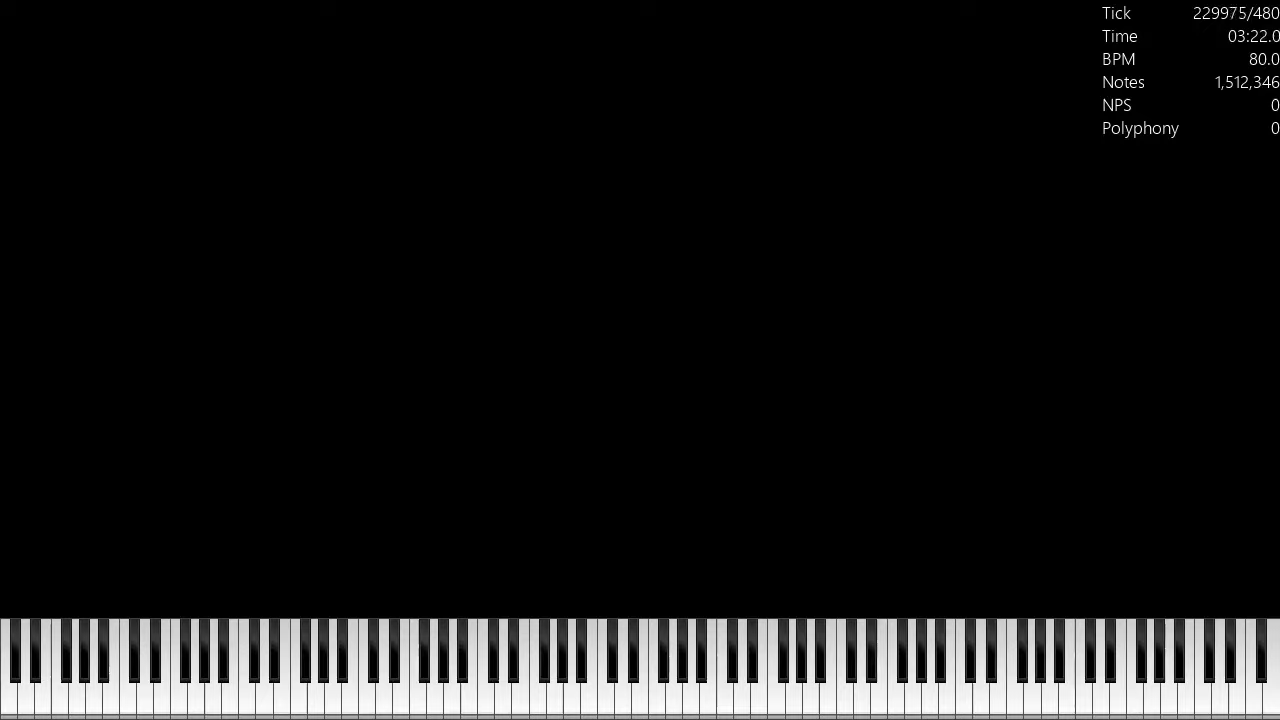 Tick 229975/480
Time 03:22.0
BPM 80.0
Notes 1,512,346
NPS 0
Polyphony 0